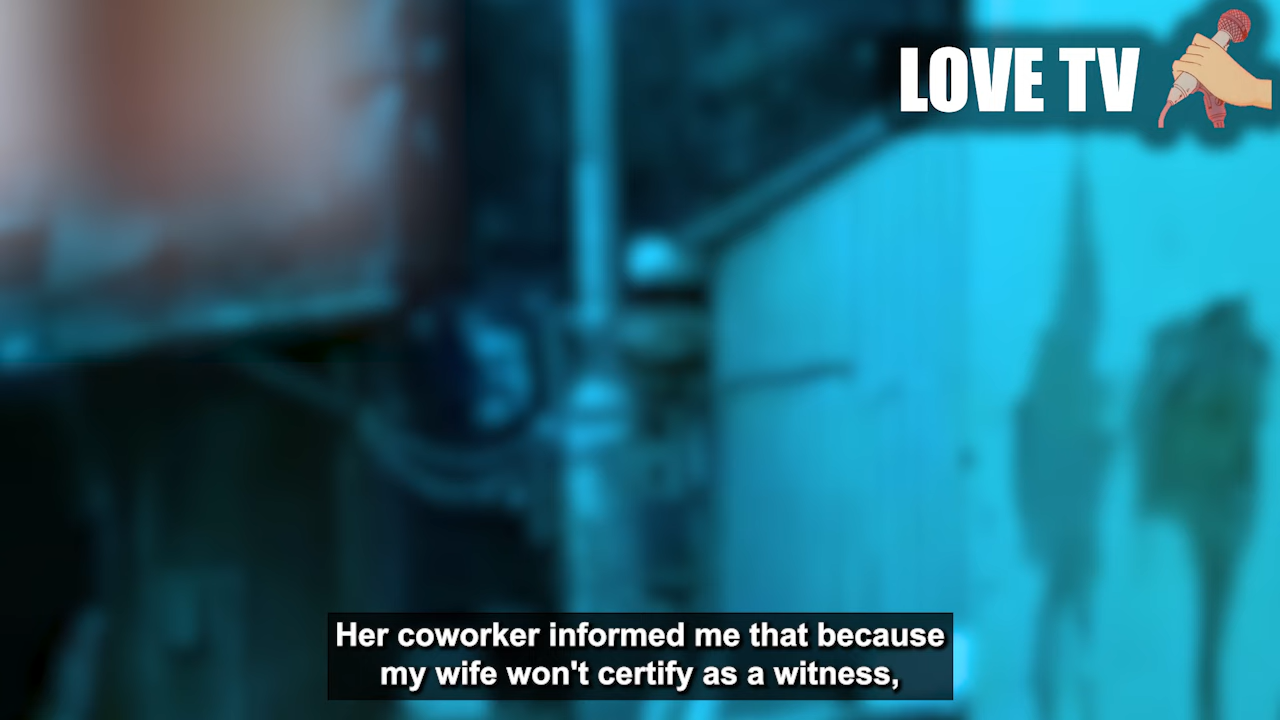 LOVE TV
Her coworker informed me that because
my wife won't certify as a witness,